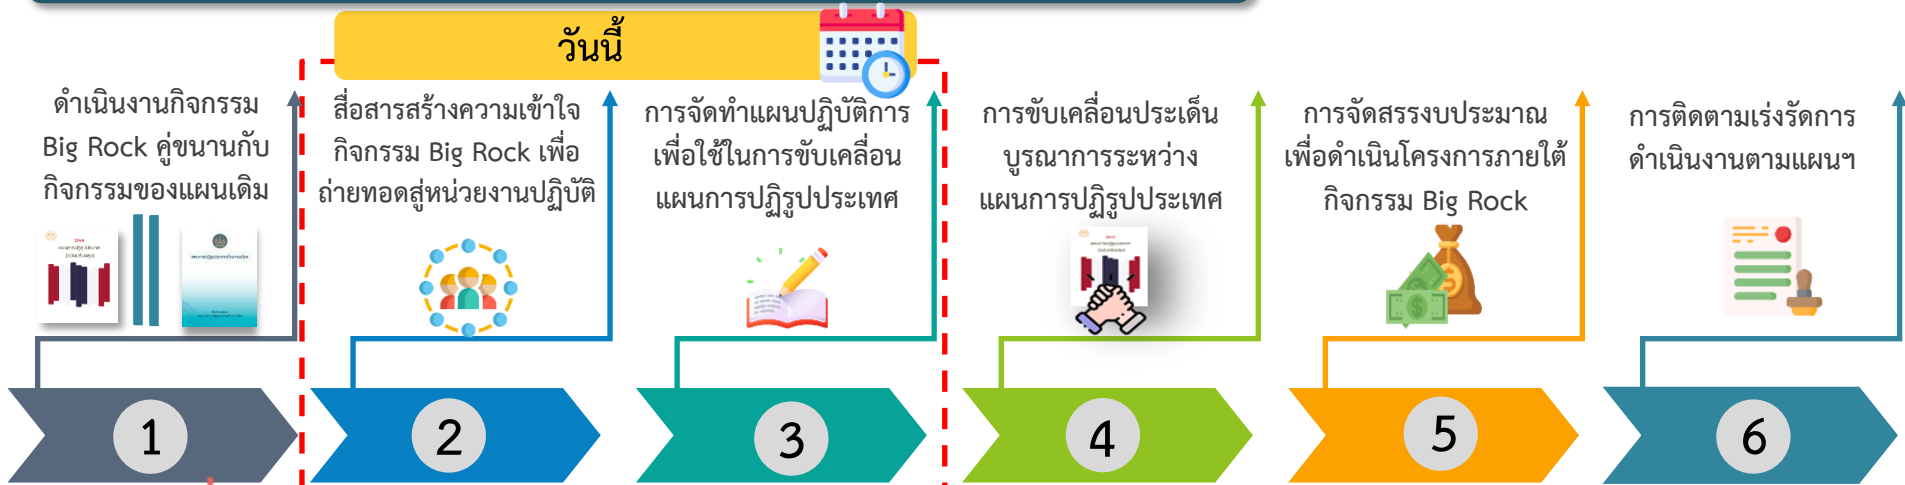 วันนี้
ดำเนินงานกิจกรรม
Big Rock คู่ขนานกับ
กิจกรรมของแผนเดิม
สื่อสารสร้างความเข้าใจ
กิจกรรม Big Rock เพื่อ
ถ่ายทอดสู่หน่วยงานปฏิบัติ
การจัดทำแผนปฏิบัติการ
เพื่อใช้ในการขับเคลื่อน
แผนการปฏิรูปประเทศ
การขับเคลื่อนประเด็น
บูรณาการระหว่าง
แผนการปฏิรูปประเทศ
การจัดสรรงบประมาณ
เพื่อดำเนินโครงการภายใต้
กิจกรรม Big Rock
การติดตามเร่งรัดการ
ดำเนินงานตามแผนฯ
1
2
3
4
5
6